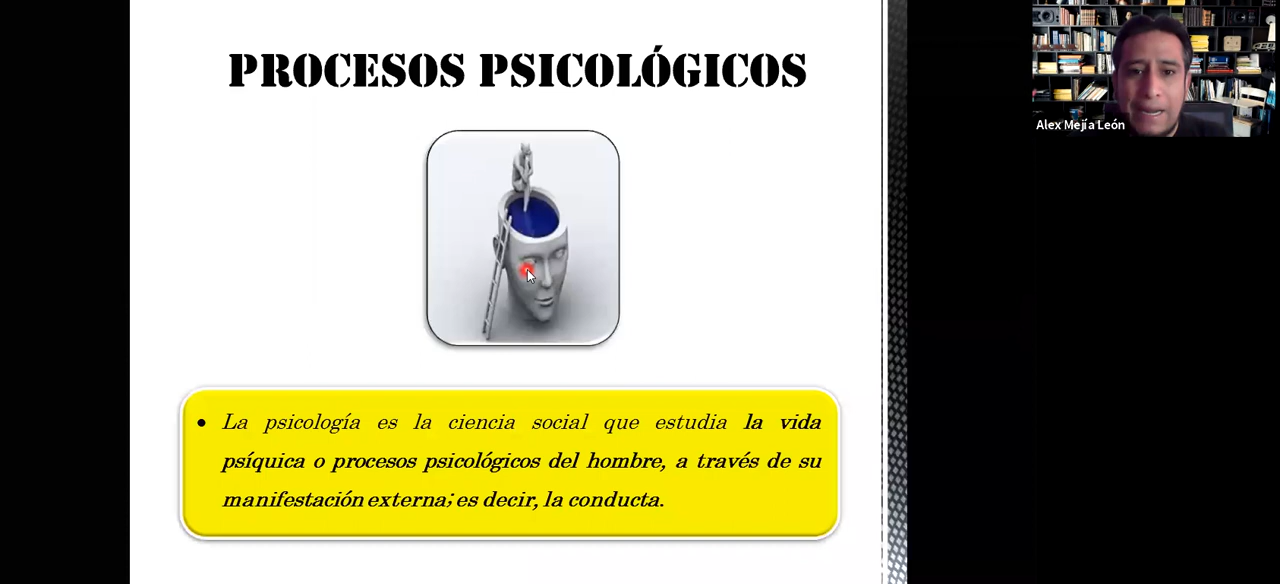 PROCESOS PSICOLÓGICOS
Alex Mejía León
• La psicología es la ciencia social que estudia la vida
psíquica o procesos psicológicos del hombre, a través de su
manifestación externa; es decir, la conducta.